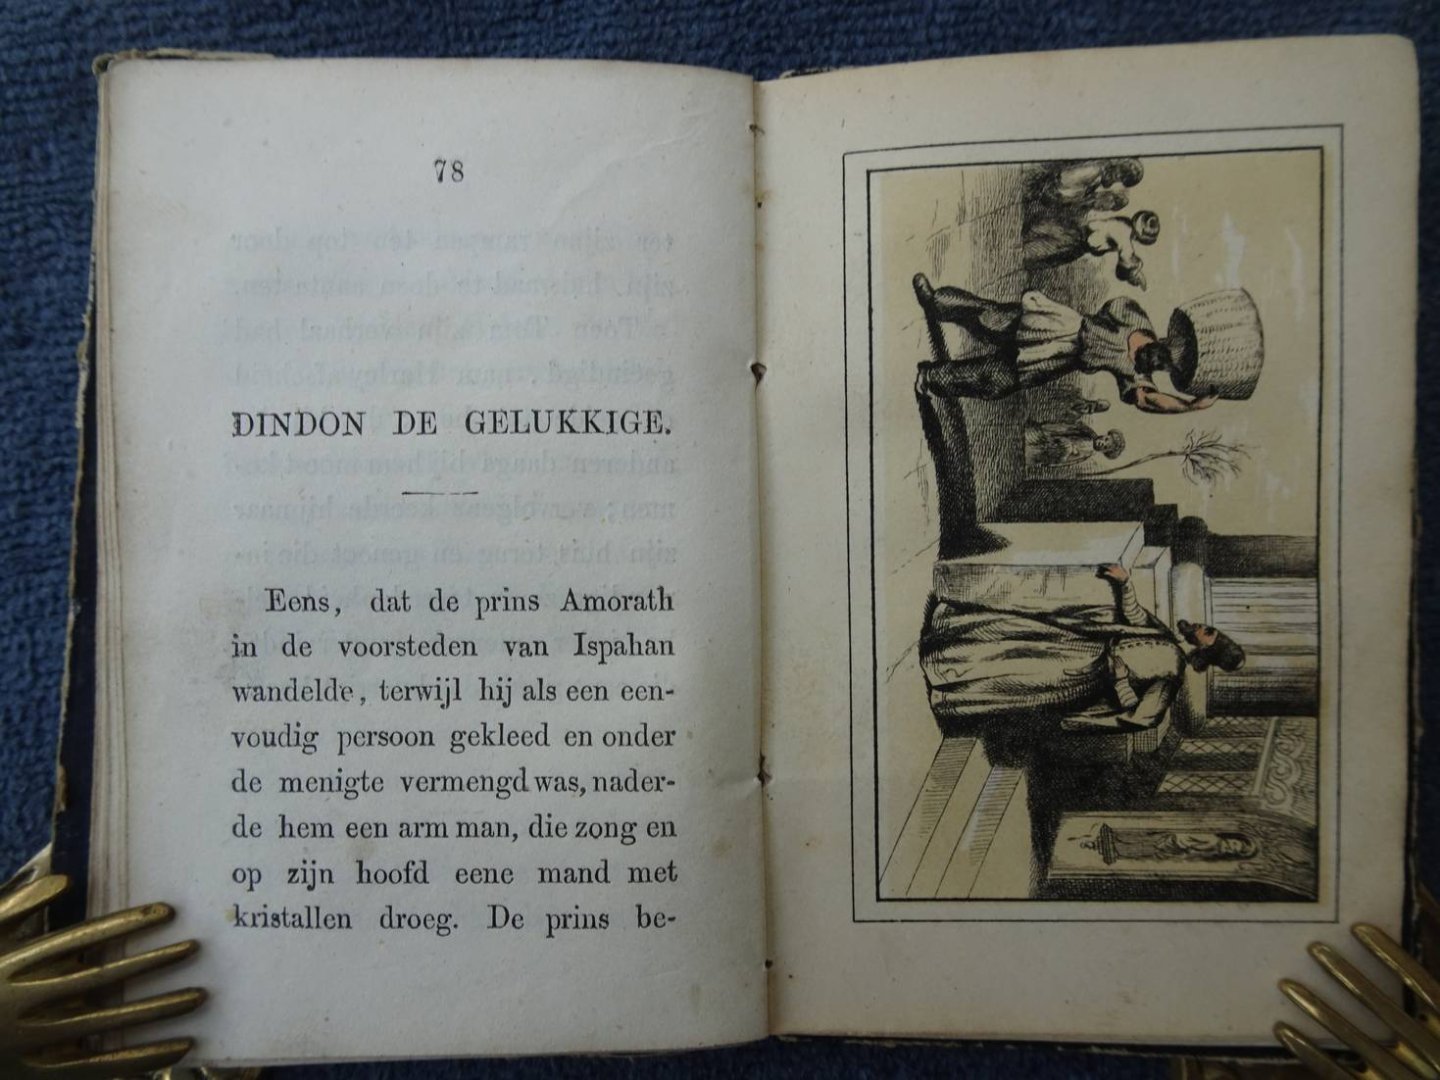 78
DINDON DE GELUKKIGE.
Eens, dat de prins Amorath
in de voorsteden van Ispahan
wandelde, terwijl hij als een een-
voudig persoon gekleed en onder
de menigte vermengd was, nader-
de hem een arm man, die zong en
op zijn hoofd eene mand met
kristallen droeg. De prins be-